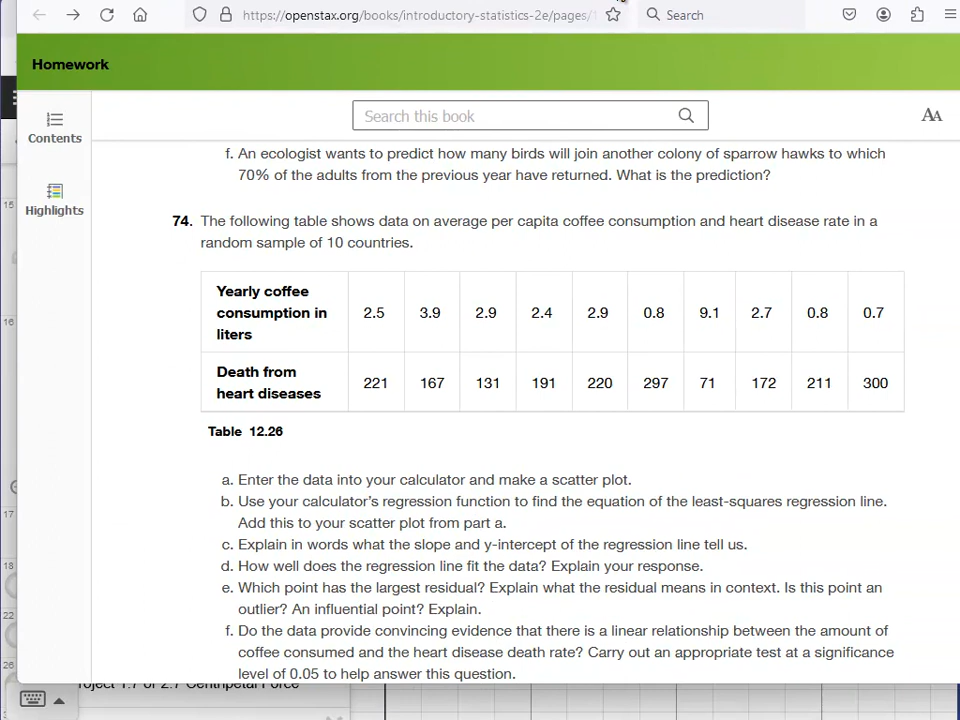 https://openstax.org/books/introductory-statistics-2e/pages/
Search
Homework
Search this book
AA
Contents
Highlights
f. An ecologist wants to predict how many birds will join another colony of sparrow hawks to which
70% of the adults from the previous year have returned. What is the prediction?
74. The following table shows data on average per capita coffee consumption and heart disease rate in a
random sample of 10 countries.
Yearly coffee
consumption in
liters
2.5 3.9 2.9 2.4 2.9 0.8 9.1 2.7 0.8 0.7
Death from
heart diseases
221 167 131 191 220 297 71 172 211 300
Table 12.26
a. Enter the data into your calculator and make a scatter plot.
b. Use your calculator’s regression function to find the equation of the least-squares regression line.
Add this to your scatter plot from part a.
c. Explain in words what the slope and y-intercept of the regression line tell us.
d. How well does the regression line fit the data? Explain your response.
e. Which point has the largest residual? Explain what the residual means in context. Is this point an
outlier? An influential point? Explain.
f. Do the data provide convincing evidence that there is a linear relationship between the amount of
coffee consumed and the heart disease death rate? Carry out an appropriate test at a significance
level of 0.05 to help answer this question.
15
16
17
18
22
26